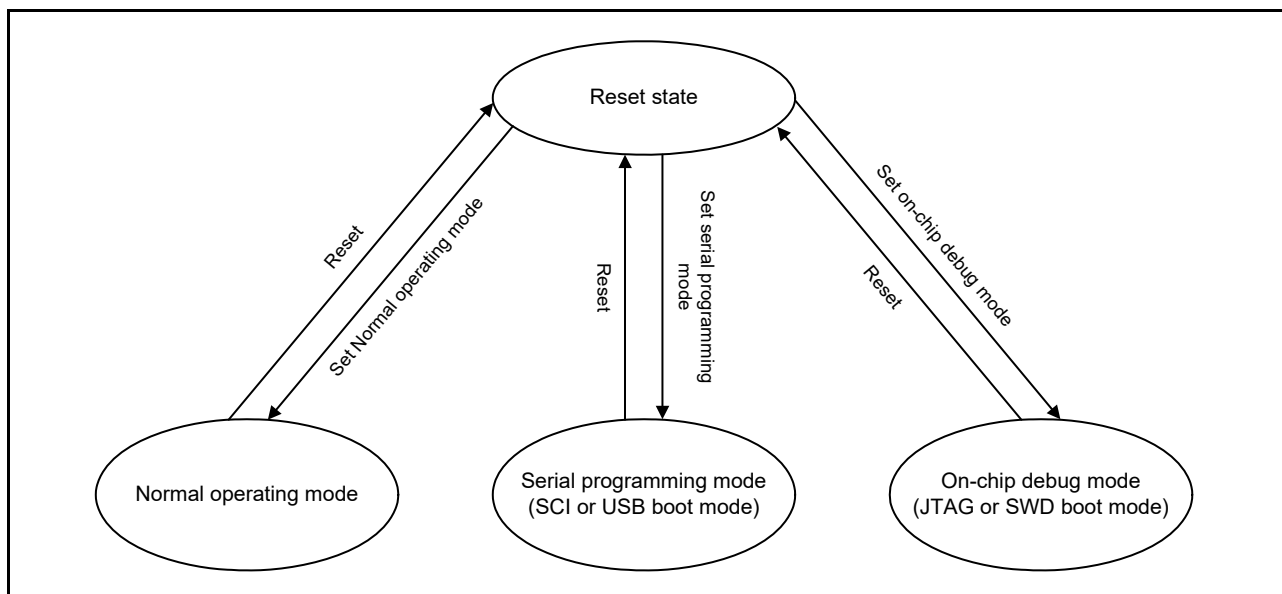 Reset state
Reset
Set Normal operating mode
Reset
Set serial programming
mode
Set on-chip debug mode
Reset
Normal operating mode
Serial programming mode
(SCI or USB boot mode)
On-chip debug mode
(JTAG or SWD boot mode)